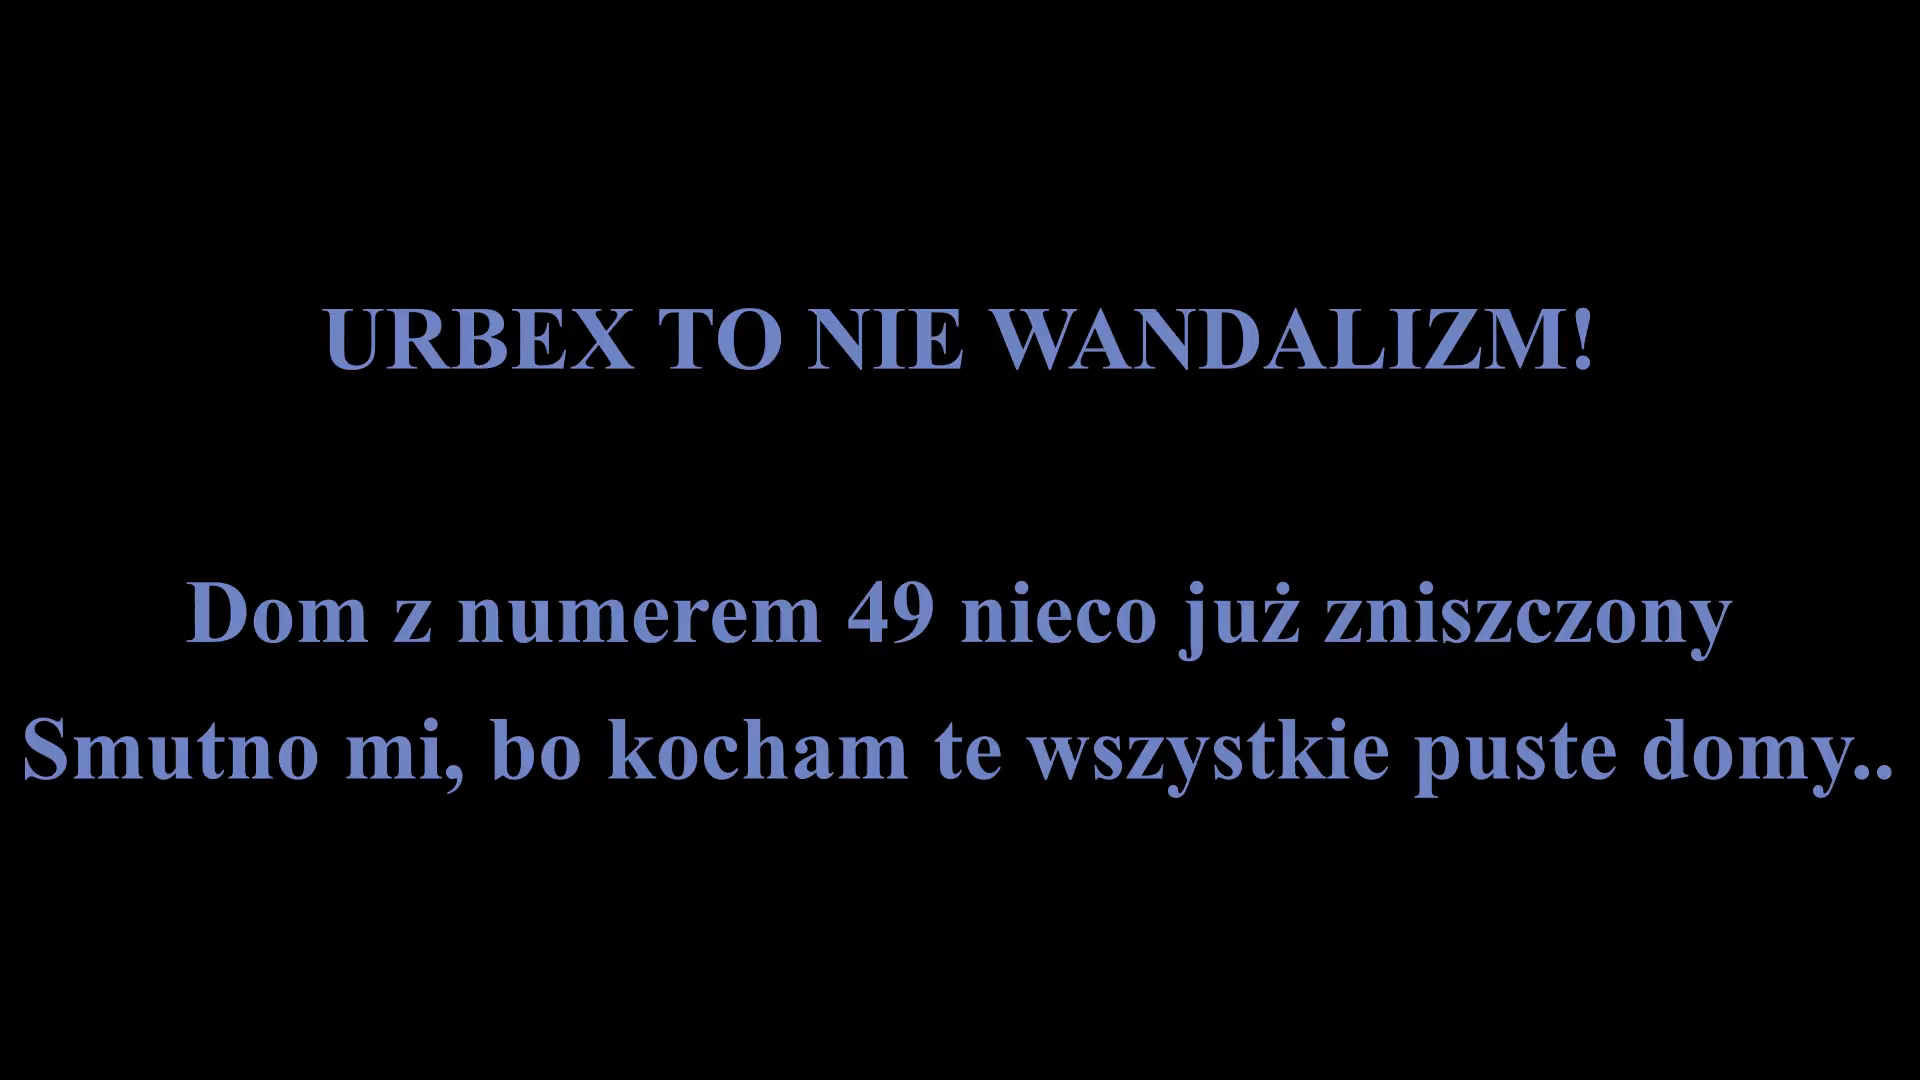 URBEX TO NIE WANDALIZM!
Dom z numerem 49 nieco już zniszczony
Smutno mi, bo kocham te wszystkie puste domy..